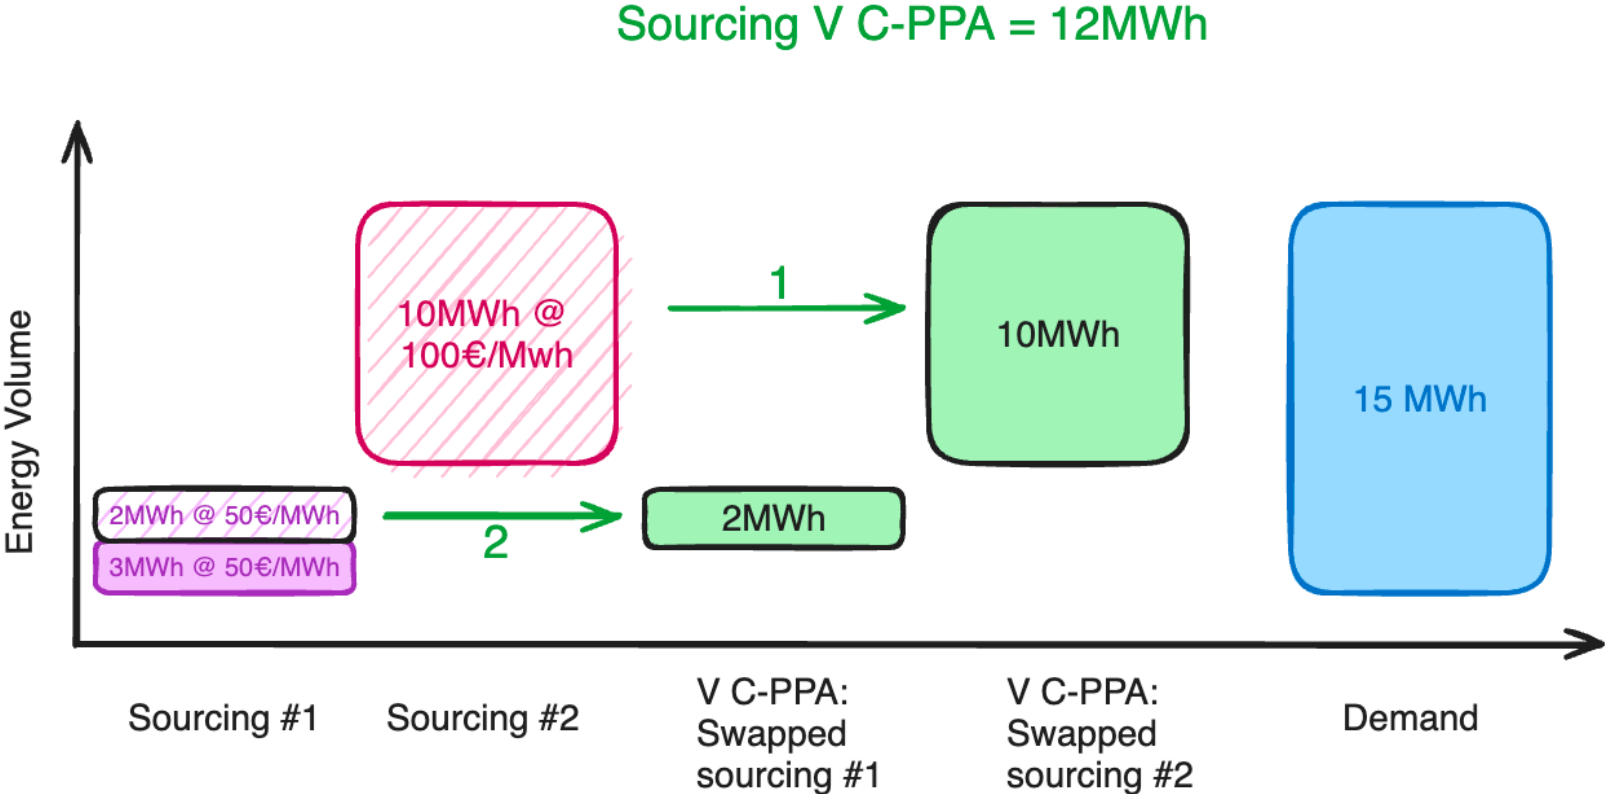 Sourcing V C-PPA = 12MWh
Energy Volume
10MWh @
100€/Mwh
1
10MWh
15 MWh
2MWh @ 50€/MWh
2
2MWh
3MWh @ 50€/MWh
Sourcing #1
Sourcing #2
V C-PPA:
Swapped
sourcing #1
V C-PPA:
Swapped
sourcing #2
Demand